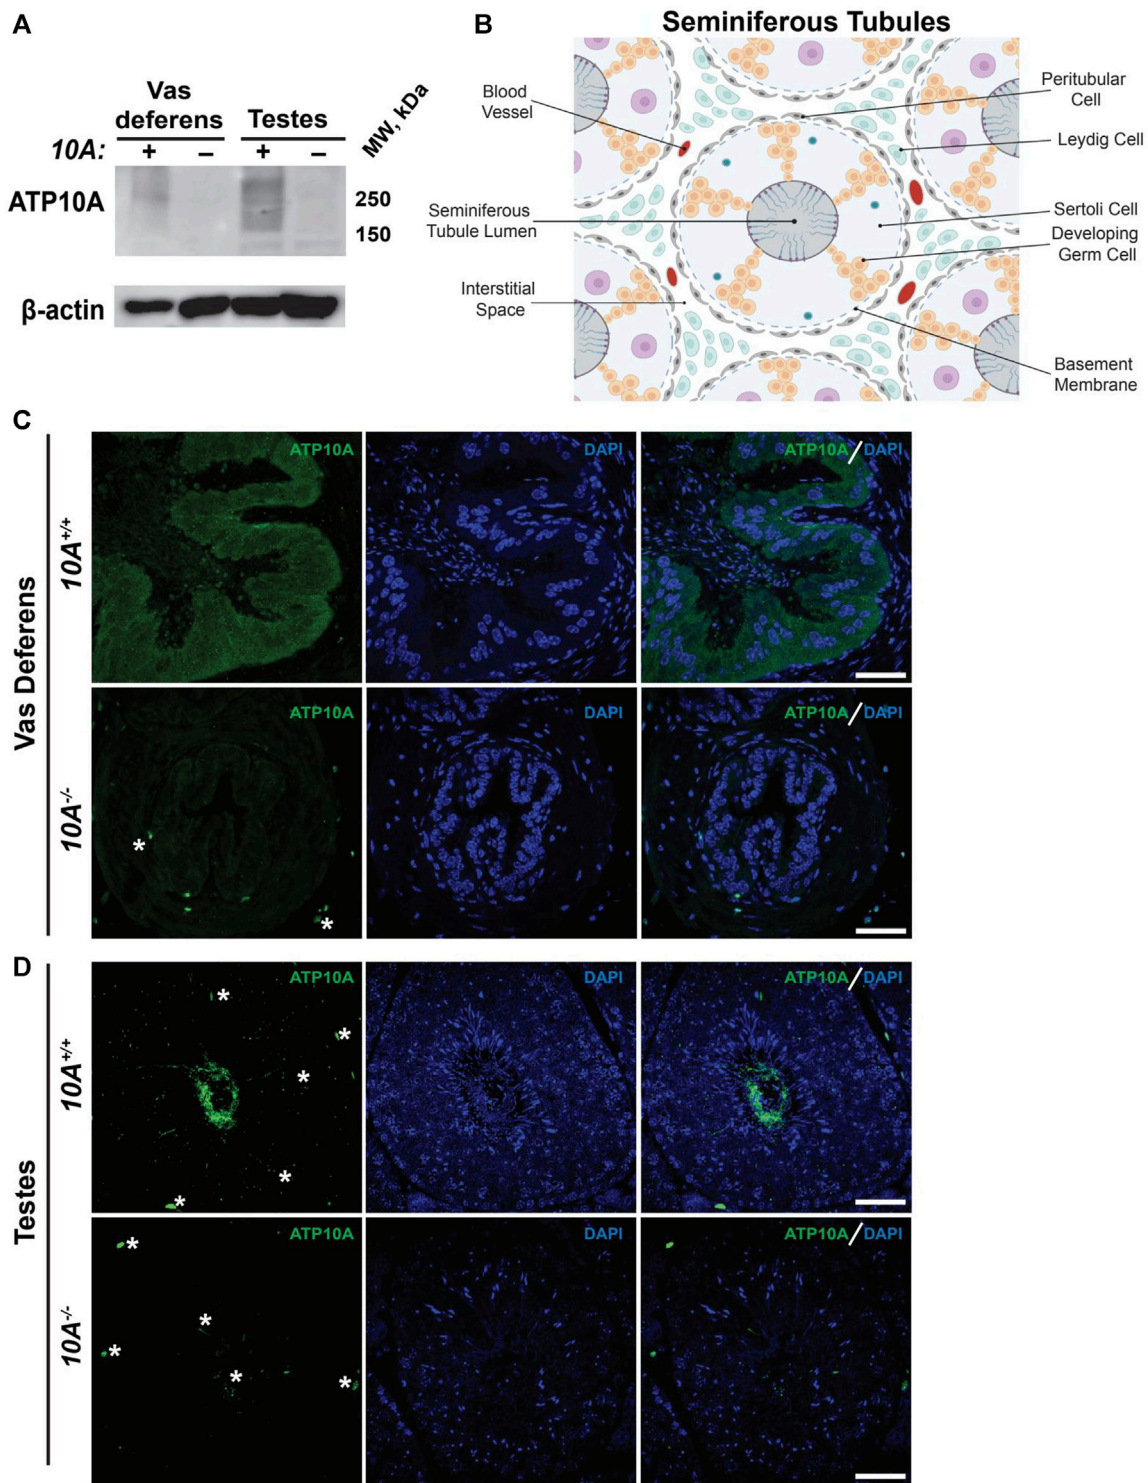 A
Vas
deferens
Testes
MW, kDa
10A:
+
−
+
−
ATP10A
250
150
β-actin
B
Seminiferous Tubules
Blood
Vessel
Seminiferous
Tubule Lumen
Interstitial
Space
Peritubular
Cell
Leydig Cell
Sertoli Cell
Developing
Germ Cell
Basement
Membrane
C
Vas Deferens
10A+/+
ATP10A
DAPI
ATP10A/DAPI
10A-/-
ATP10A
*
*
DAPI
ATP10A/DAPI
D
Testes
10A+/+
ATP10A
*
*
*
*
*
DAPI
ATP10A/DAPI
10A-/-
ATP10A
*
*
*
*
*
DAPI
ATP10A/DAPI